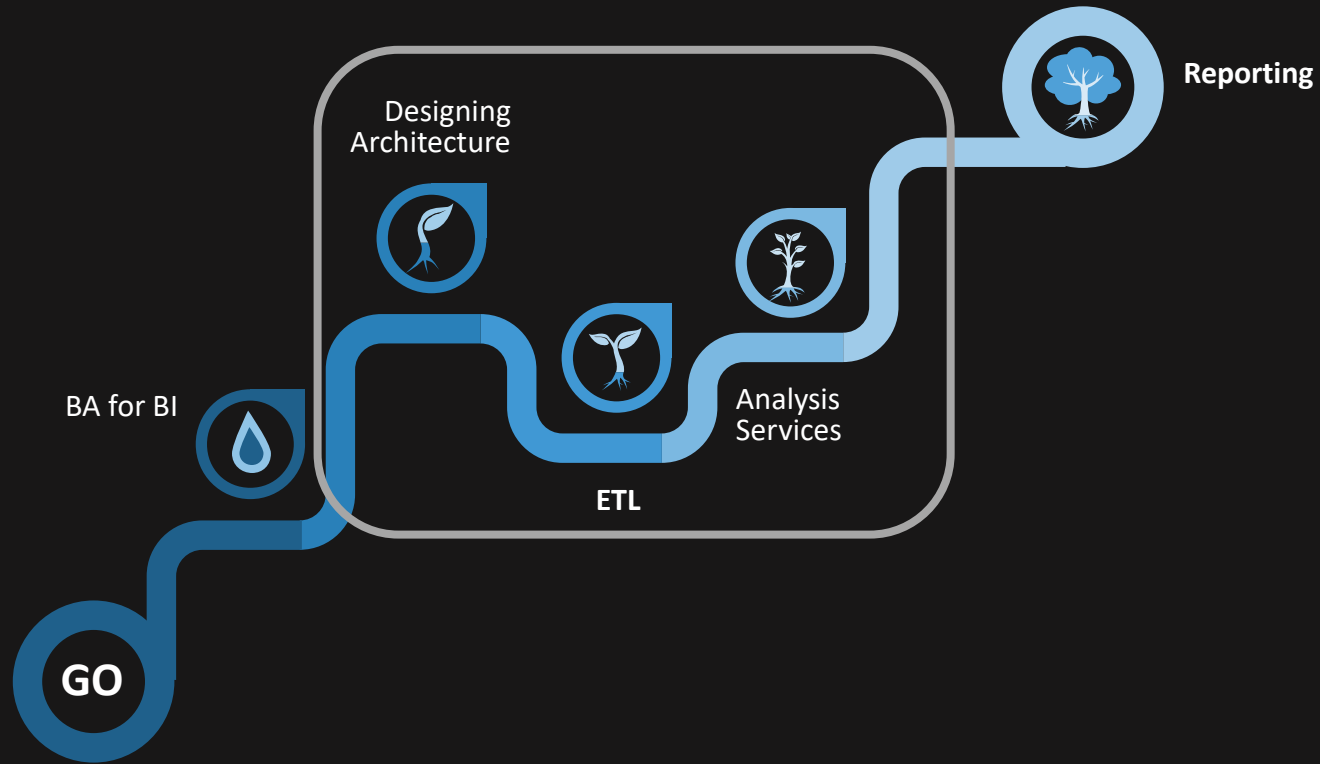 GO
BA for BI
Designing
Architecture
ETL
Analysis
Services
Reporting